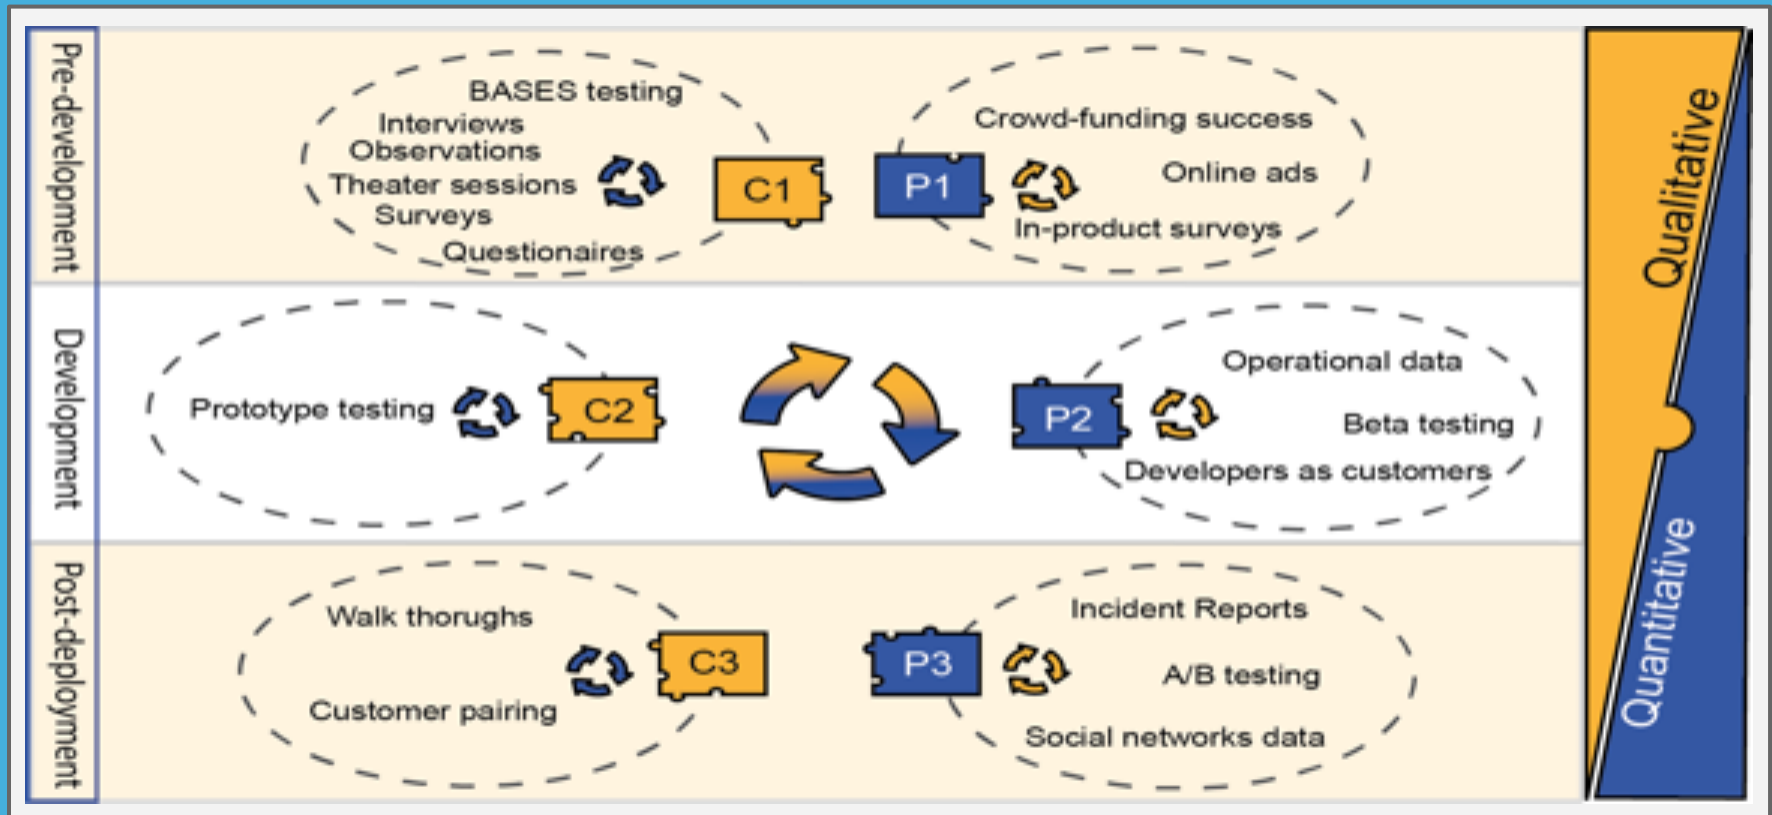 Pre-development
BASES testing
Interviews
Observations
Theater sessions
Surveys
Questionaires
C1
P1
Crowd-funding success
Online ads
In-product surveys
Development
Prototype testing
C2
P2
Operational data
Beta testing
Developers as customers
Post-deployment
Walk thorughs
Customer pairing
C3
P3
Incident Reports
A/B testing
Social networks data
Qualitative
Quantitative